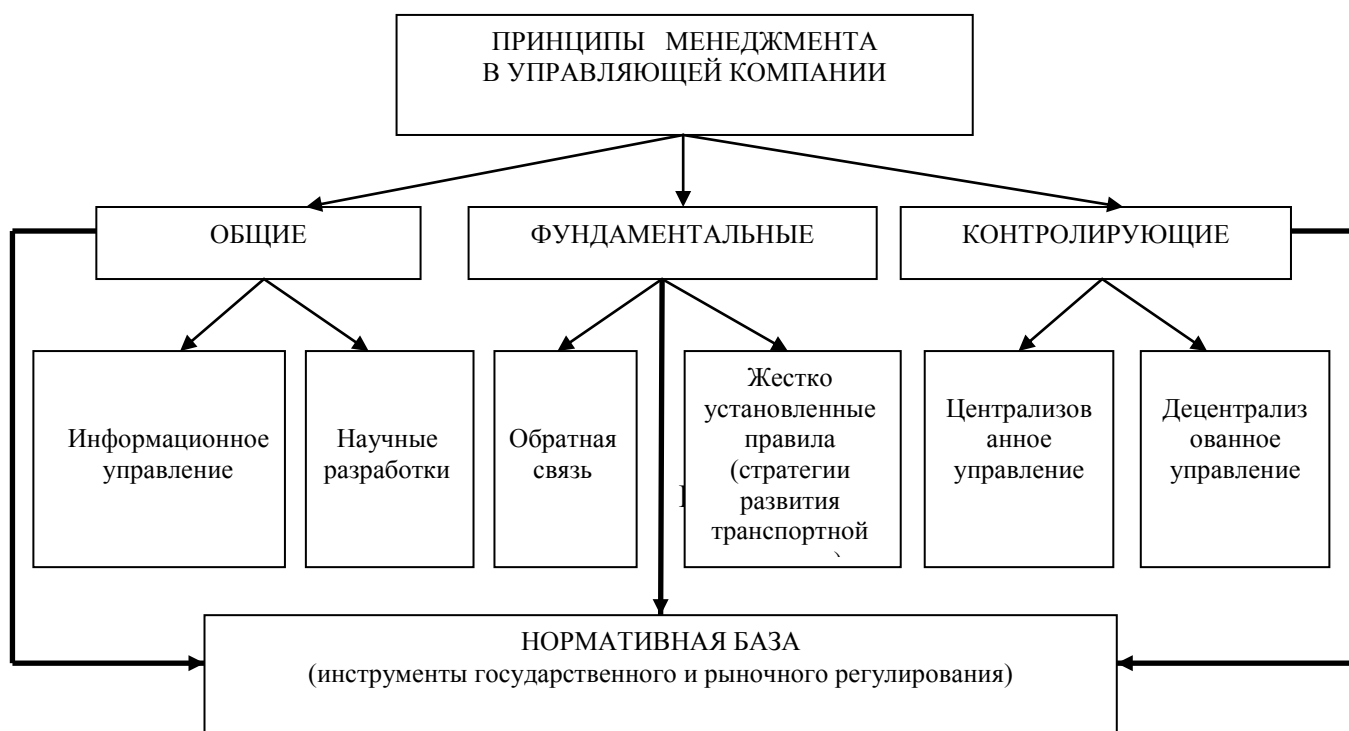 ПРИНЦИПЫ МЕНЕДЖМЕНТА
В УПРАВЛЯЮЩЕЙ КОМПАНИИ
ОБЩИЕ
ФУНДАМЕНТАЛЬНЫЕ
КОНТРОЛИРУЮЩИЕ
Информационное
управление
Научные
разработки
Обратная
связь
Жестко
установленные
правила
(стратегии
развития
транспортной
Централизов
анное
управление
Децентрализ
ованное
управление
НОРМАТИВНАЯ БАЗА
(инструменты государственного и рыночного регулирования)